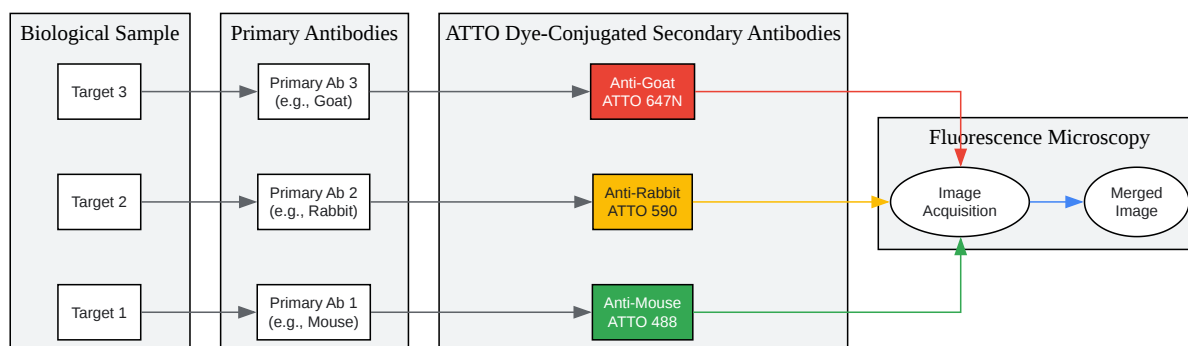 Biological Sample
Primary Antibodies
ATTO Dye-Conjugated Secondary Antibodies
Target 3
Primary Ab 3
(e.g., Goat)
Anti-Goat
ATTO 647N
Fluorescence Microscopy
Target 2
Primary Ab 2
(e.g., Rabbit)
Anti-Rabbit
ATTO 590
Image
Acquisition
Merged
Image
Target 1
Primary Ab 1
(e.g., Mouse)
Anti-Mouse
ATTO 488